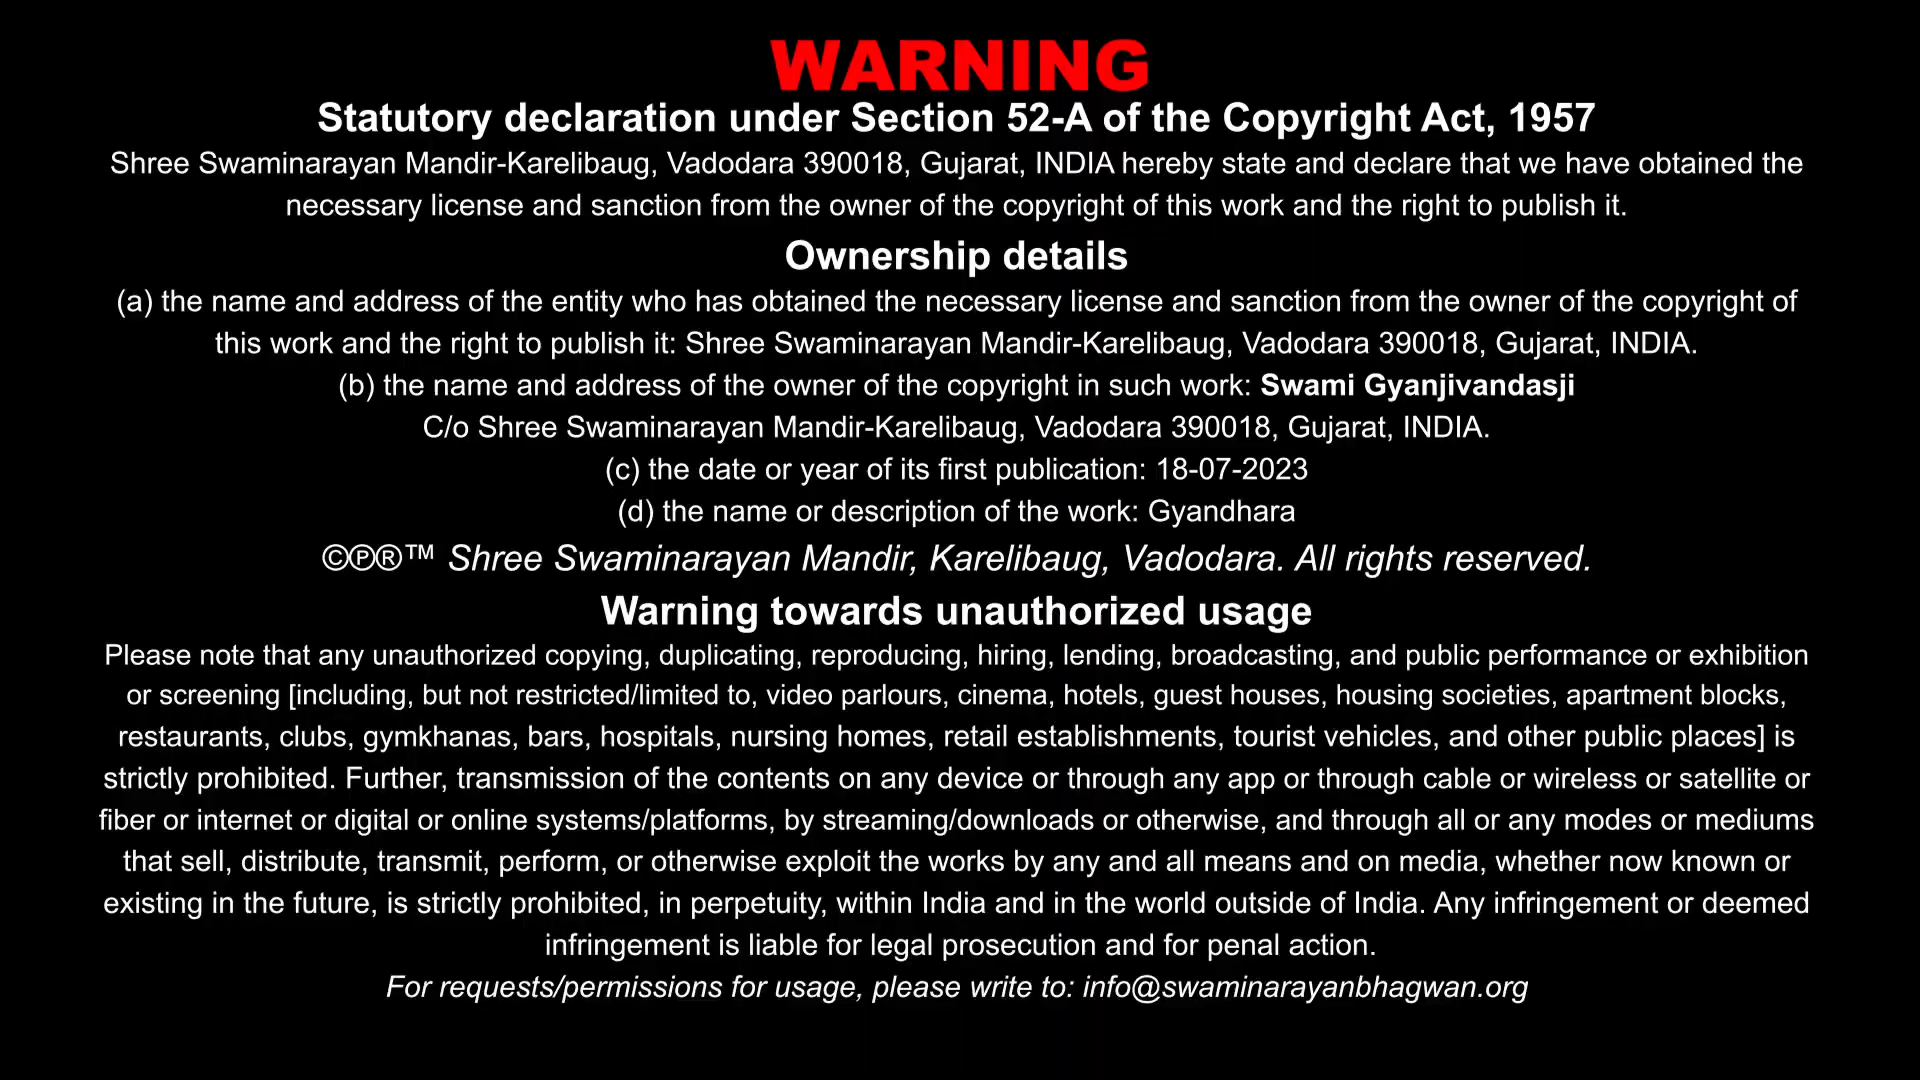 WARNING
Statutory declaration under Section 52-A of the Copyright Act, 1957
Shree Swaminarayan Mandir-Karelibaug, Vadodara 390018, Gujarat, INDIA hereby state and declare that we have obtained the
necessary license and sanction from the owner of the copyright of this work and the right to publish it.
Ownership details
(a) the name and address of the entity who has obtained the necessary license and sanction from the owner of the copyright of
this work and the right to publish it: Shree Swaminarayan Mandir-Karelibaug, Vadodara 390018, Gujarat, INDIA.
(b) the name and address of the owner of the copyright in such work: Swami Gyanjivandasji
C/o Shree Swaminarayan Mandir-Karelibaug, Vadodara 390018, Gujarat, INDIA.
(c) the date or year of its first publication: 18-07-2023
(d) the name or description of the work: Gyandhara
©℗®™ Shree Swaminarayan Mandir, Karelibaug, Vadodara. All rights reserved.
Warning towards unauthorized usage
Please note that any unauthorized copying, duplicating, reproducing, hiring, lending, broadcasting, and public performance or exhibition
or screening [including, but not restricted/limited to, video parlours, cinema, hotels, guest houses, housing societies, apartment blocks,
restaurants, clubs, gymkhanas, bars, hospitals, nursing homes, retail establishments, tourist vehicles, and other public places] is
strictly prohibited. Further, transmission of the contents on any device or through any app or through cable or wireless or satellite or
fiber or internet or digital or online systems/platforms, by streaming/downloads or otherwise, and through all or any modes or mediums
that sell, distribute, transmit, perform, or otherwise exploit the works by any and all means and on media, whether now known or
existing in the future, is strictly prohibited, in perpetuity, within India and in the world outside of India. Any infringement or deemed
infringement is liable for legal prosecution and for penal action.
For requests/permissions for usage, please write to: info@swaminarayanbhagwan.org